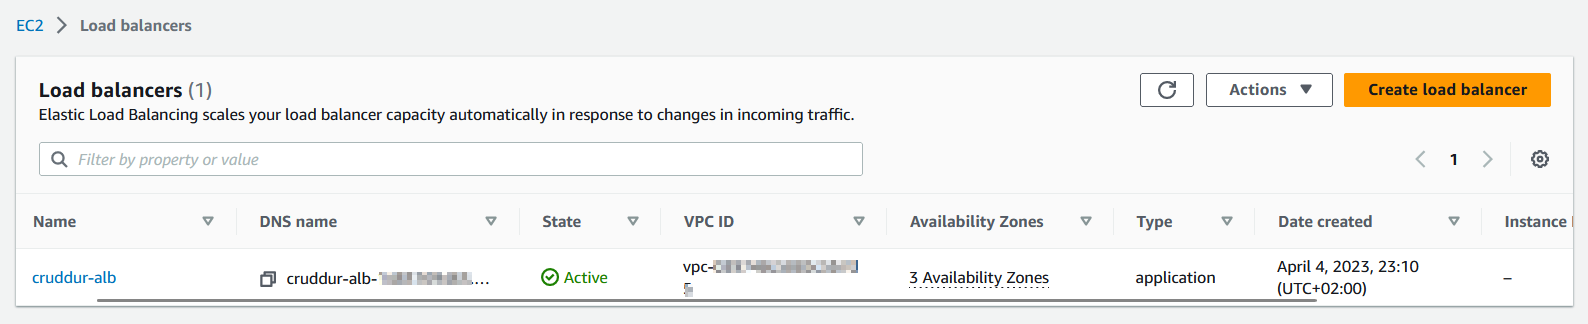 EC2 > Load balancers
Load balancers (1)
Elastic Load Balancing scales your load balancer capacity automatically in response to changes in incoming traffic.
Actions
Create load balancer
Filter by property or value
1
Name DNS name State VPC ID Availability Zones Type Date created Instance
cruddur-alb cruddur-alb- .... Active vpc- 3 Availability Zones application April 4, 2023, 23:10 (UTC+02:00) –